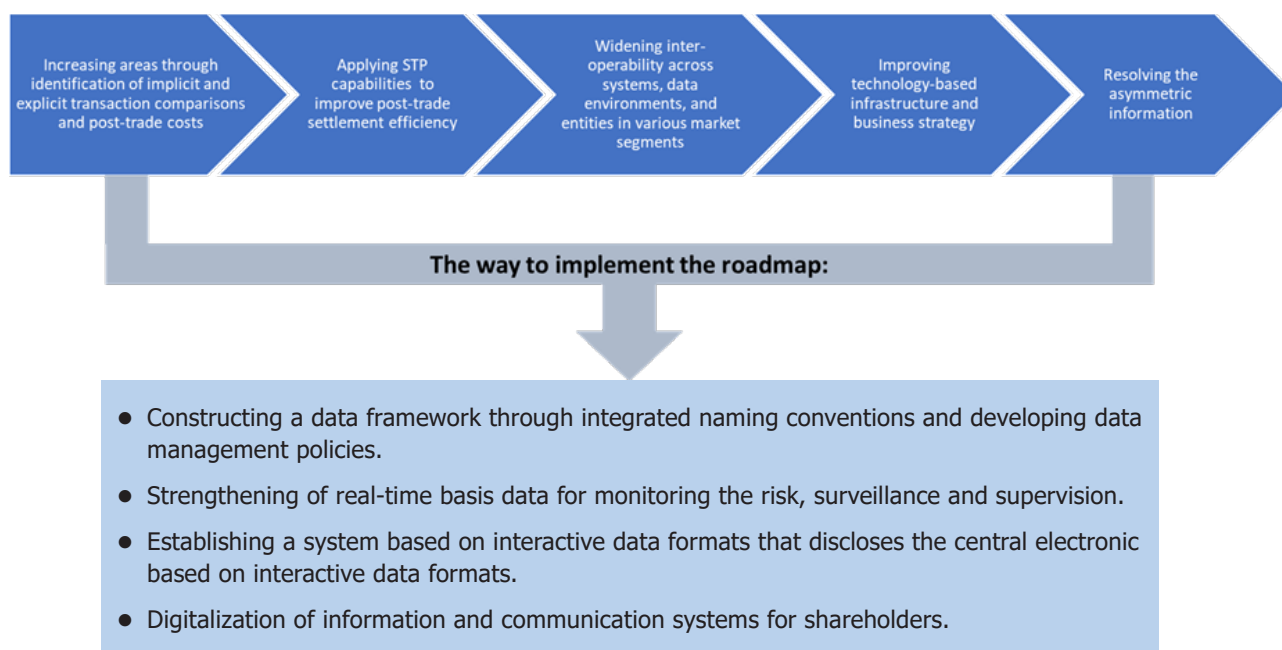 Increasing areas through
identification of implicit and
explicit transaction comparisons
and post-trade costs
Applying STP
capabilities to
improve post-trade
settlement efficiency
Widening inter-
operability across
systems, data
environments, and
entities in various market
segments
Improving
technology-based
infrastructure and
business strategy
Resolving the
asymmetric
information
The way to implement the roadmap:
● Constructing a data framework through integrated naming conventions and developing data
management policies.
● Strengthening of real-time basis data for monitoring the risk, surveillance and supervision.
● Establishing a system based on interactive data formats that discloses the central electronic
based on interactive data formats.
● Digitalization of information and communication systems for shareholders.